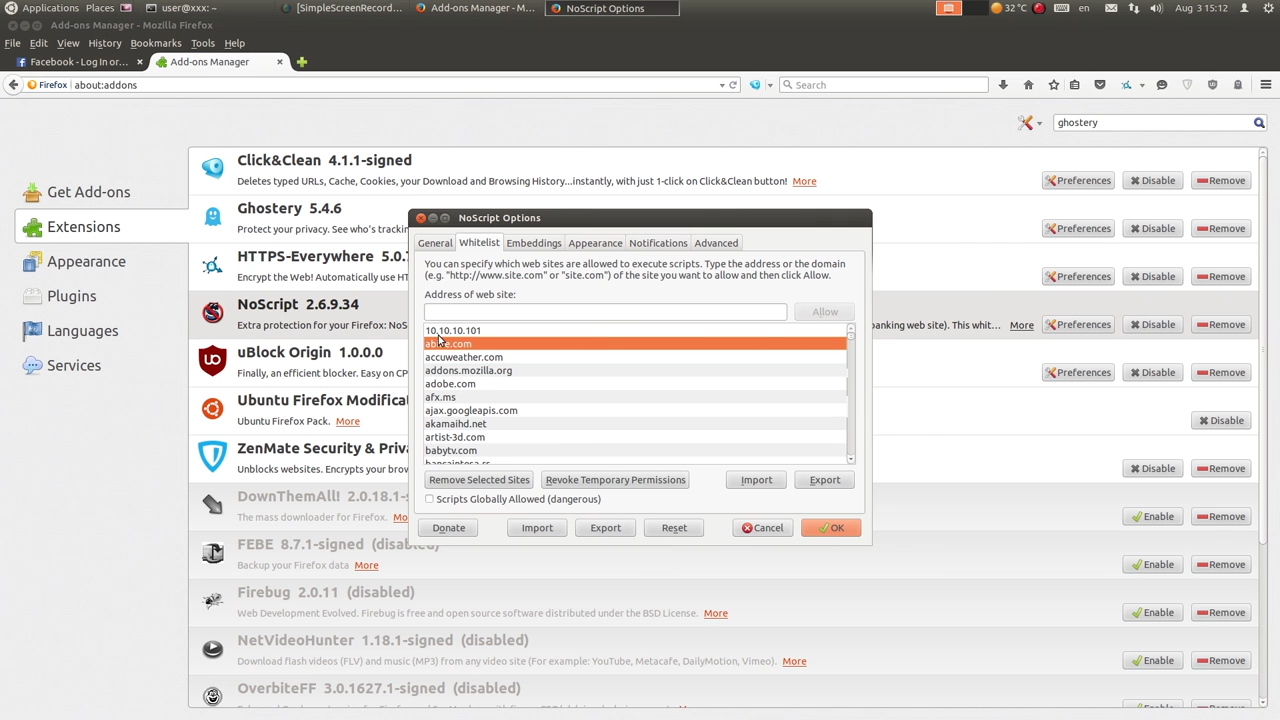 Applications Places user@xxx: ~ [SimpleScreenRecord... Add-ons Manager - M... NoScript Options 32 °C en Aug 3 15:12
Add-ons Manager - Mozilla Firefox
File Edit View History Bookmarks Tools Help
Facebook - Log In or... Add-ons Manager
Firefox about:addons Search
ghostery
Get Add-ons
Extensions
Appearance
Plugins
Languages
Services
Click&Clean 4.1.1-signed
Deletes typed URLs, Cache, Cookies, your Download and Browsing History...instantly, with just 1-click on Click&Clean button! More Preferences Disable Remove
Ghostery 5.4.6
Protect your privacy. See who's Preferences Disable Remove
HTTPS-Everywhere 5.0.
Encrypt the Web! Automatically use Preferences Disable Remove
NoScript 2.6.9.34
Extra protection for your Firefox: banking web site). This whit... More Preferences Disable Remove
uBlock Origin 1.0.0.0
Finally, an efficient blocker. Easy on Preferences Disable Remove
Ubuntu Firefox
Ubuntu Firefox Pack. More Disable
ZenMate Security &
Unblocks websites. Encrypts your Disable Remove
DownThemAll! 2.0.18.1-
The mass downloader for Firefox. Enable Remove
FEBE 8.7.1-signed (disabled)
Backup your Firefox data More Enable Remove
Firebug 2.0.11 (disabled)
Web Development Evolved. Firebug is free and open source software distributed under the BSD License. More Enable Remove
NetVideoHunter 1.18.1-signed (disabled)
Download flash videos (FLV) and music (MP3) from any video site (For example: YouTube, Metacafe, DailyMotion, Vimeo). More Enable Remove
OverbiteFF 3.0.1627.1-signed (disabled)
NoScript Options
General Whitelist Embeddings Appearance Notifications Advanced
You can specify which web sites are allowed to execute scripts. Type the address or the domain
(e.g. "http://www.site.com" or "site.com") of the site you want to allow and then click Allow.
Address of web site:
Allow
10.10.10.101
accuweather.com
addons.mozilla.org
adobe.com
afx.ms
ajax.googleapis.com
akamaihd.net
artist-3d.com
babytv.com
Remove Selected Sites Revoke Temporary Permissions Import Export
Scripts Globally Allowed (dangerous)
Donate Import Export Reset Cancel OK